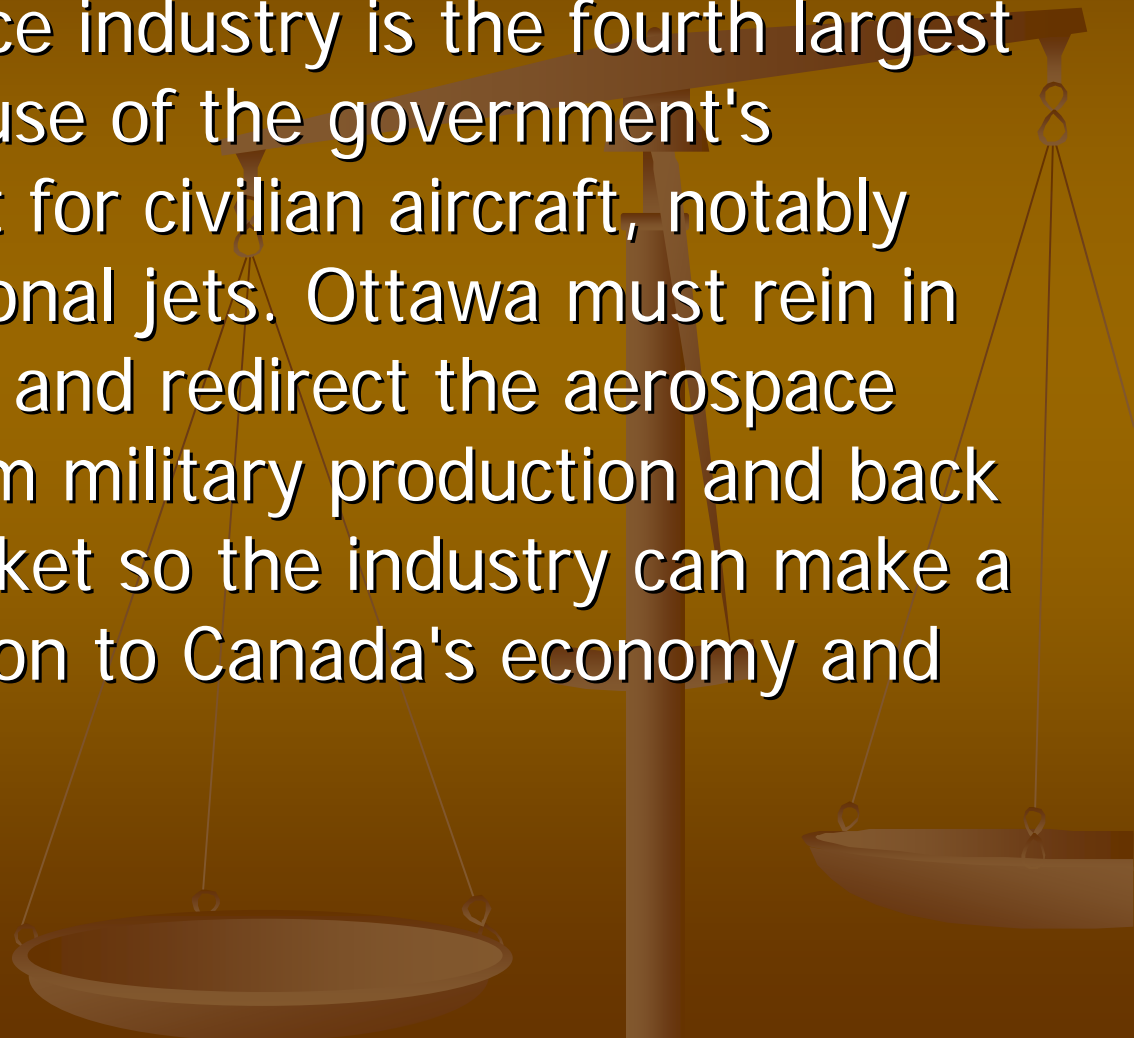 ce industry is the fourth largest
use of the government's
t for civilian aircraft, notably
onal jets. Ottawa must rein in
and redirect the aerospace
m military production and back
ket so the industry can make a
on to Canada's economy and